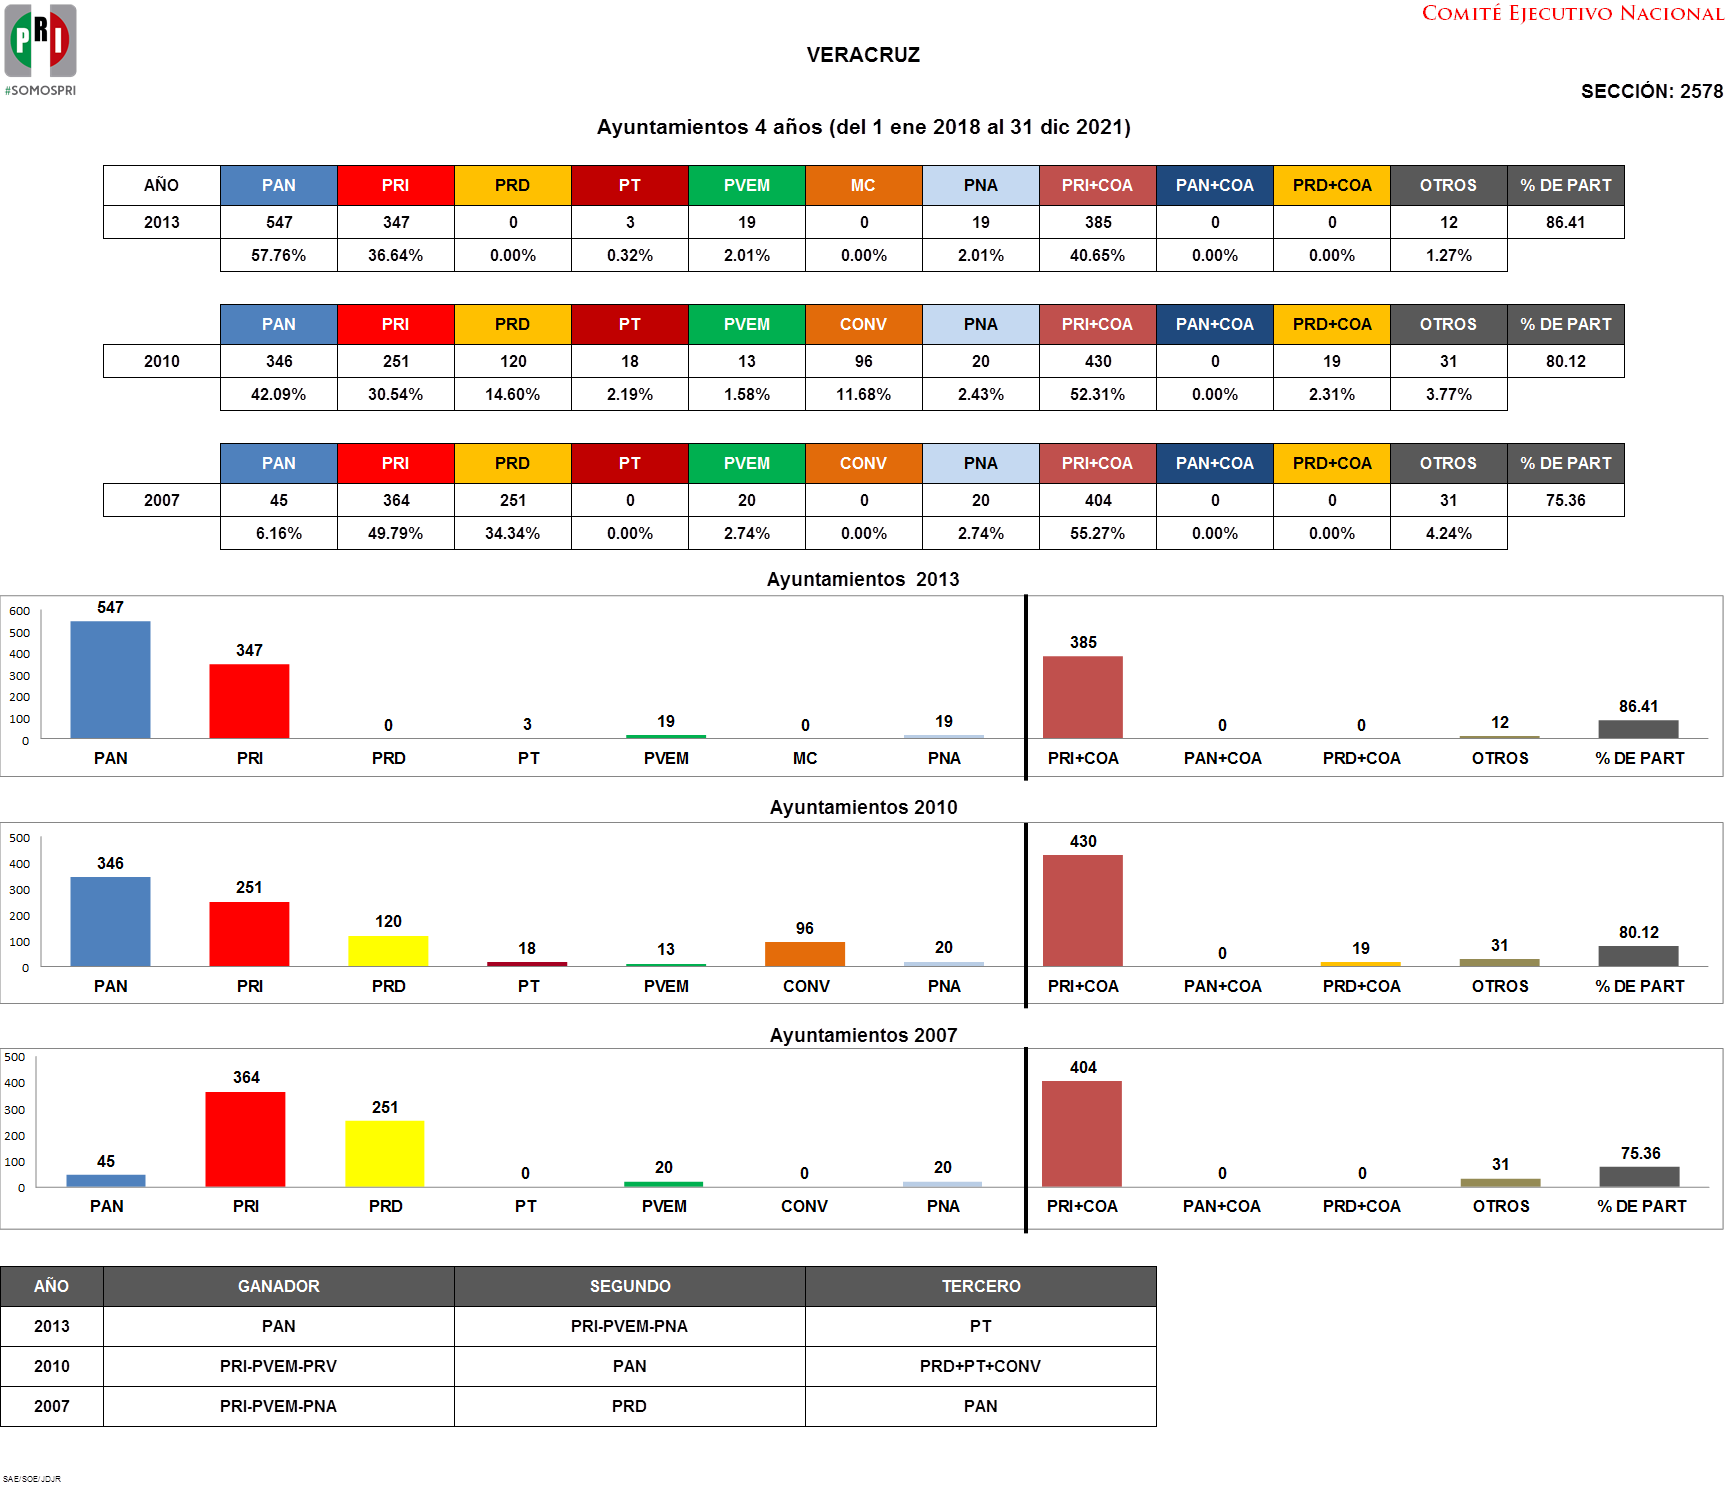 PRI
#SOMOSPRI
COMITÉ EJECUTIVO NACIONAL
VERACRUZ
SECCIÓN: 2578
Ayuntamientos 4 años (del 1 ene 2018 al 31 dic 2021)
AÑO PAN PRI PRD PT PVEM MC PNA PRI+COA PAN+COA PRD+COA OTROS % DE PART
2013 547 347 0 3 19 0 19 385 0 0 12 86.41
57.76% 36.64% 0.00% 0.32% 2.01% 0.00% 2.01% 40.65% 0.00% 0.00% 1.27%
PAN PRI PRD PT PVEM CONV PNA PRI+COA PAN+COA PRD+COA OTROS % DE PART
2010 346 251 120 18 13 96 20 430 0 19 31 80.12
42.09% 30.54% 14.60% 2.19% 1.58% 11.68% 2.43% 52.31% 0.00% 2.31% 3.77%
PAN PRI PRD PT PVEM CONV PNA PRI+COA PAN+COA PRD+COA OTROS % DE PART
2007 45 364 251 0 20 0 20 404 0 0 31 75.36
6.16% 49.79% 34.34% 0.00% 2.74% 0.00% 2.74% 55.27% 0.00% 0.00% 4.24%
Ayuntamientos 2013
600
500
400
300
200
100
0
547 347 0 3 19 0 19 385 0 0 12 86.41
PAN PRI PRD PT PVEM MC PNA PRI+COA PAN+COA PRD+COA OTROS % DE PART
Ayuntamientos 2010
500
400
300
200
100
0
346 251 120 18 13 96 20 430 0 19 31 80.12
PAN PRI PRD PT PVEM CONV PNA PRI+COA PAN+COA PRD+COA OTROS % DE PART
Ayuntamientos 2007
500
400
300
200
100
0
45 364 251 0 20 0 20 404 0 0 31 75.36
PAN PRI PRD PT PVEM CONV PNA PRI+COA PAN+COA PRD+COA OTROS % DE PART
AÑO GANADOR SEGUNDO TERCERO
2013 PAN PRI-PVEM-PNA PT
2010 PRI-PVEM-PRV PAN PRD+PT+CONV
2007 PRI-PVEM-PNA PRD PAN
SAE/SOE/JDJR